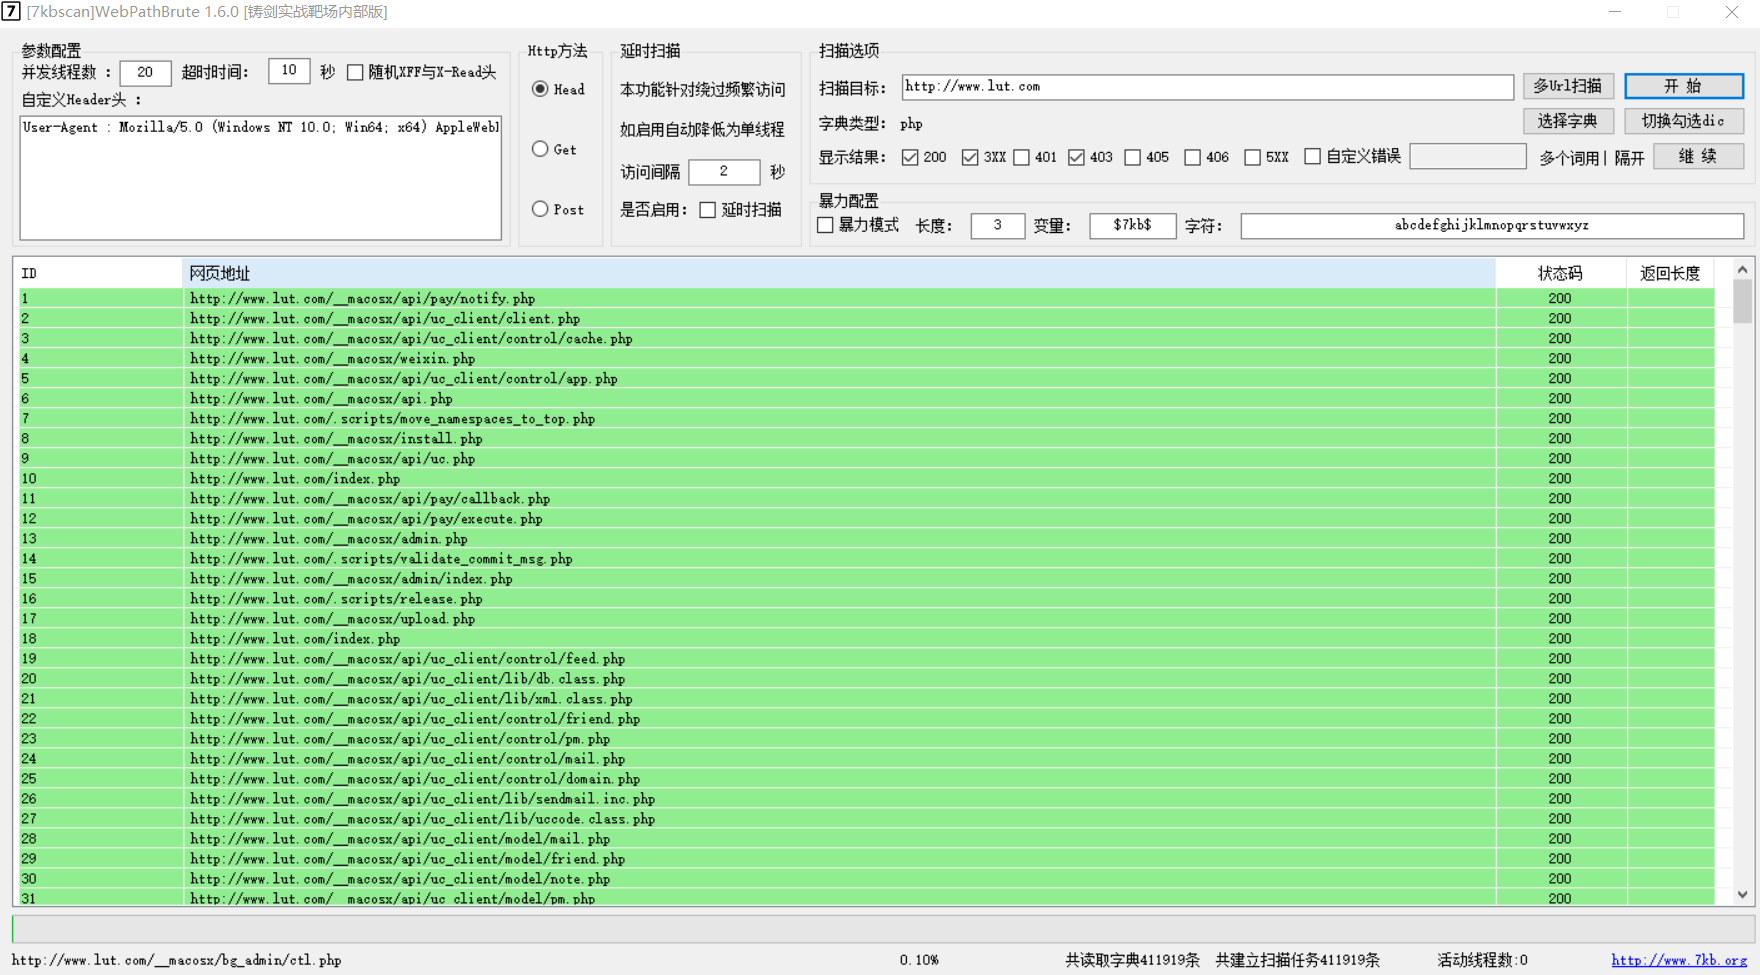 [7kbscan]WebPathBrute 1.6.0 [铸剑实战靶场内部版]
参数配置
并发线程数 : 20 超时时间: 10 秒 随机XFF与X-Read头
自定义Header头 :
User-Agent : Mozilla/5.0 (Windows NT 10.0; Win64; x64) AppleWebl
Http方法
Head
Get
Post
延时扫描
本功能针对绕过频繁访问
如启用自动降低为单线程
访问间隔 2 秒
是否启用: 延时扫描
扫描选项
扫描目标: http://www.lut.com 多Url扫描 开 始
字典类型: php 选择字典 切换勾选dic
显示结果: 200 3XX 401 403 405 406 5XX 自定义错误 多个词用| 隔开 继 续
暴力配置
暴力模式 长度: 3 变量: $7kb$ 字符: abcdefghijklmnopqrstuvwxyz
ID 网页地址 状态码 返回长度
1 http://www.lut.com/__macosx/api/pay/notify.php 200
2 http://www.lut.com/__macosx/api/uc_client/client.php 200
3 http://www.lut.com/__macosx/api/uc_client/control/cache.php 200
4 http://www.lut.com/__macosx/weixin.php 200
5 http://www.lut.com/__macosx/api/uc_client/control/app.php 200
6 http://www.lut.com/__macosx/api.php 200
7 http://www.lut.com/.scripts/move_namespaces_to_top.php 200
8 http://www.lut.com/__macosx/install.php 200
9 http://www.lut.com/__macosx/api/uc.php 200
10 http://www.lut.com/index.php 200
11 http://www.lut.com/__macosx/api/pay/callback.php 200
12 http://www.lut.com/__macosx/api/pay/execute.php 200
13 http://www.lut.com/__macosx/admin.php 200
14 http://www.lut.com/.scripts/validate_commit_msg.php 200
15 http://www.lut.com/__macosx/admin/index.php 200
16 http://www.lut.com/.scripts/release.php 200
17 http://www.lut.com/__macosx/upload.php 200
18 http://www.lut.com/index.php 200
19 http://www.lut.com/__macosx/api/uc_client/control/feed.php 200
20 http://www.lut.com/__macosx/api/uc_client/lib/db.class.php 200
21 http://www.lut.com/__macosx/api/uc_client/lib/xml.class.php 200
22 http://www.lut.com/__macosx/api/uc_client/control/friend.php 200
23 http://www.lut.com/__macosx/api/uc_client/control/pm.php 200
24 http://www.lut.com/__macosx/api/uc_client/control/mail.php 200
25 http://www.lut.com/__macosx/api/uc_client/control/domain.php 200
26 http://www.lut.com/__macosx/api/uc_client/lib/sendmail.inc.php 200
27 http://www.lut.com/__macosx/api/uc_client/lib/uccode.class.php 200
28 http://www.lut.com/__macosx/api/uc_client/model/mail.php 200
29 http://www.lut.com/__macosx/api/uc_client/model/friend.php 200
30 http://www.lut.com/__macosx/api/uc_client/model/note.php 200
31 http://www.lut.com/__macosx/api/uc_client/model/pm.php 200
http://www.lut.com/__macosx/bg_admin/ctl.php 0.10% 共读取字典411919条 共建立扫描任务411919条 活动线程数:0 http://www.7kb.org